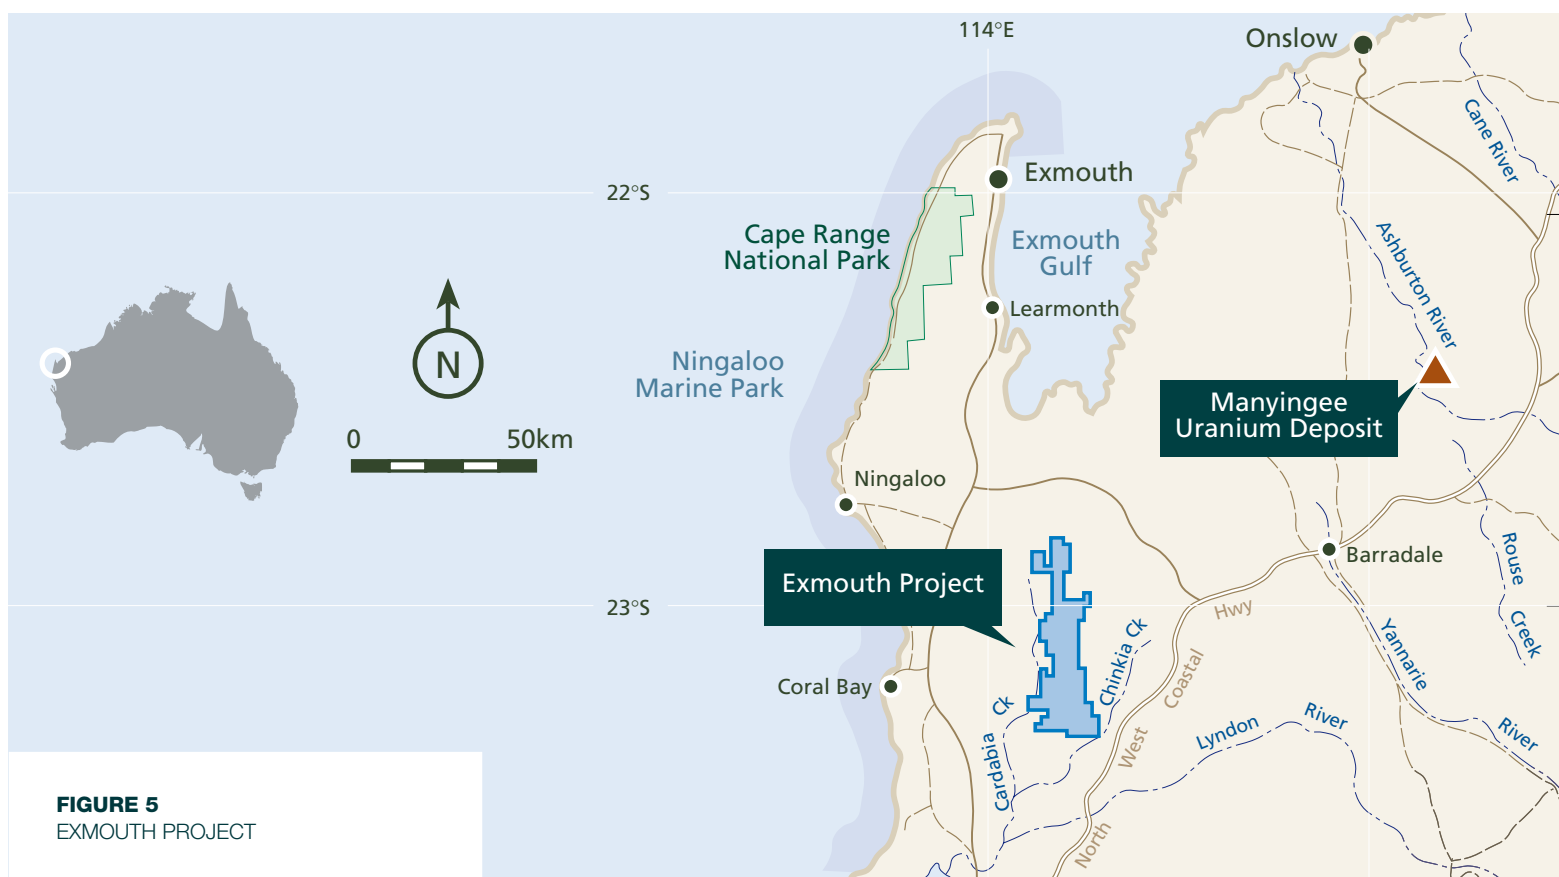 114°E
Onslow
Cane River
Exmouth
22°S
Cape Range
National Park
Exmouth
Gulf
Ashburton River
Learmonth
N
Ningaloo
Marine Park
Manyingee
Uranium Deposit
0 50km
Ningaloo
Barradale
Rouse
Creek
Exmouth Project
23°S
Hwy
Coastal
West
North
Chinkia Ck
Yannarie
River
Coral Bay
Cardabia
Ck
Lyndon
River
FIGURE 5
EXMOUTH PROJECT